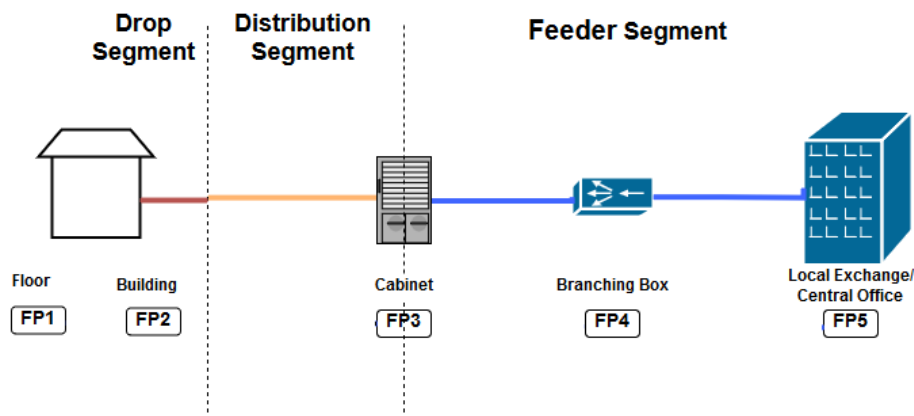 Drop
Segment
Distribution
Segment
Feeder Segment
Floor
Building
Cabinet
Branching Box
Local Exchange/
Central Office
FP1
FP2
FP3
FP4
FP5